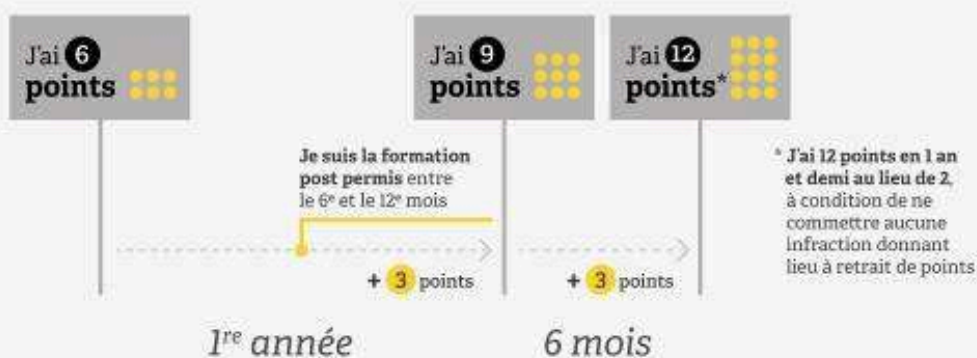 J'ai 6
points
J'ai 9
points
J'ai 12
points*
Je suis la formation
post permis entre
le 6e et le 12e mois
* J'ai 12 points en 1 an
et demi au lieu de 2,
à condition de ne
commettre aucune
infraction donnant
lieu à retrait de points
+ 3 points
+ 3 points
1re année
6 mois